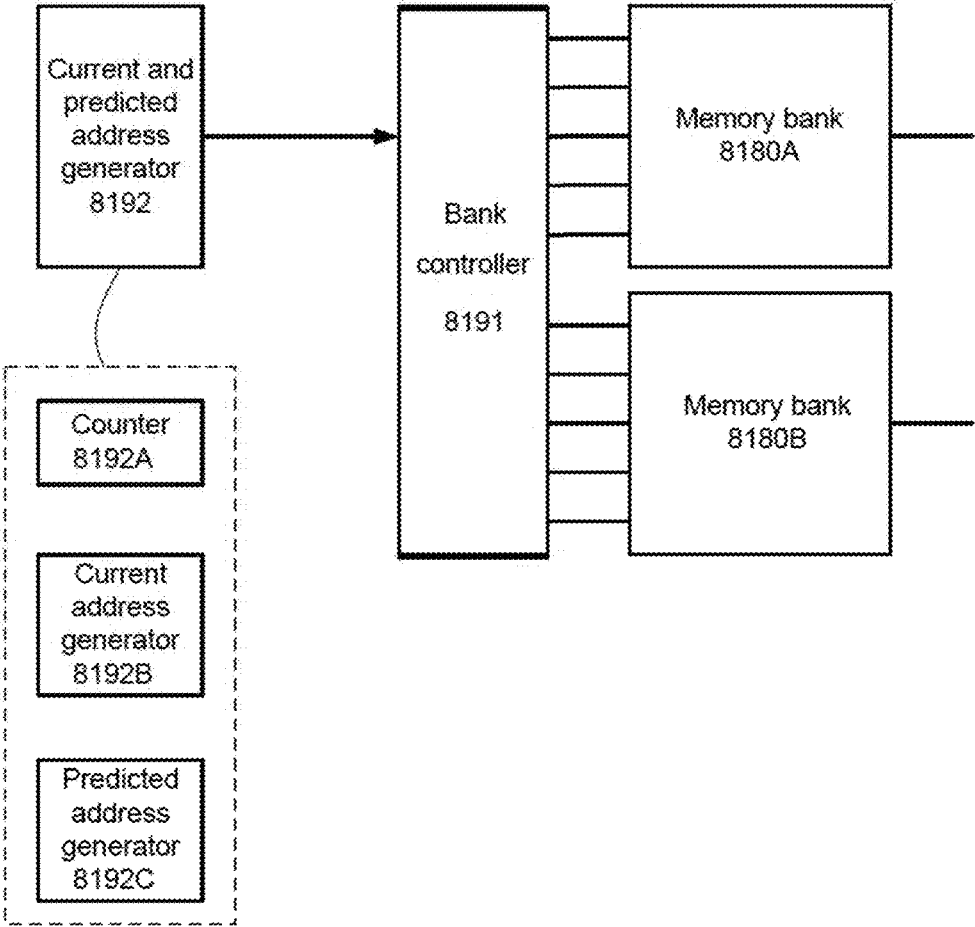 Current and
predicted
address
generator
8192
Bank
controller
8191
Memory bank
8180A
Memory bank
8180B
Counter
8192A
Current
address
generator
8192B
Predicted
address
generator
8192C